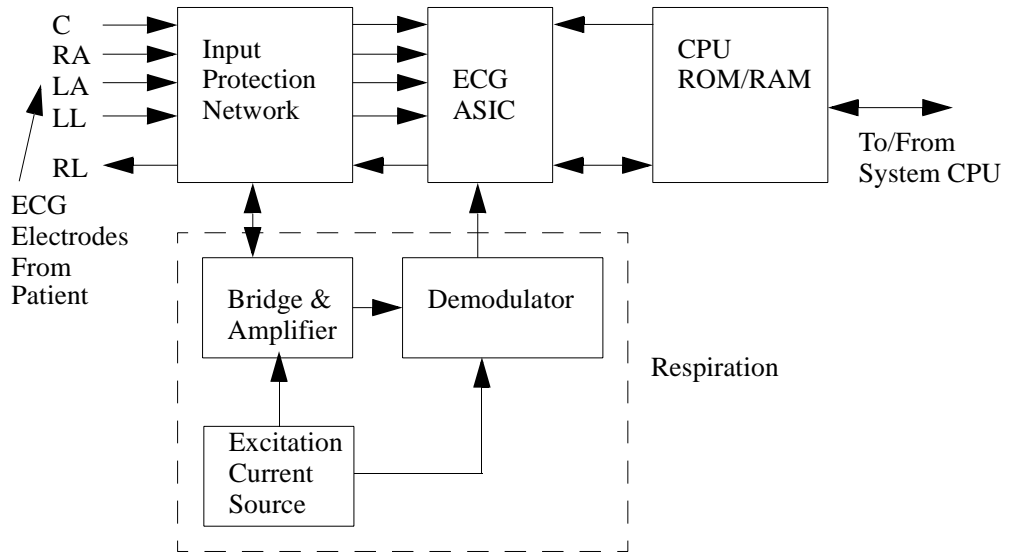 C
RA
LA
LL
RL
ECG
Electrodes
From
Patient
Input
Protection
Network
ECG
ASIC
CPU
ROM/RAM
To/From
System CPU
Bridge &
Amplifier
Demodulator
Respiration
Excitation
Current
Source